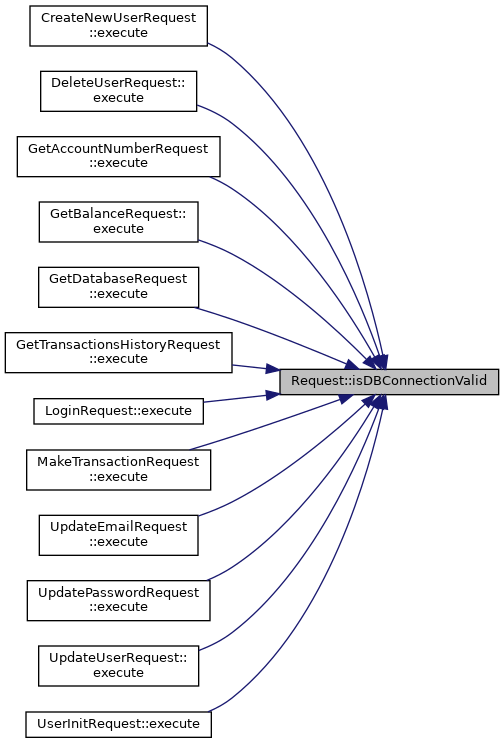 CreateNewUserRequest
::execute
DeleteUserRequest::
execute
GetAccountNumberRequest
::execute
GetBalanceRequest::
execute
GetDatabaseRequest
::execute
GetTransactionsHistoryRequest
::execute
Request::isDBConnectionValid
LoginRequest::execute
MakeTransactionRequest
::execute
UpdateEmailRequest
::execute
UpdatePasswordRequest
::execute
UpdateUserRequest::
execute
UserInitRequest::execute